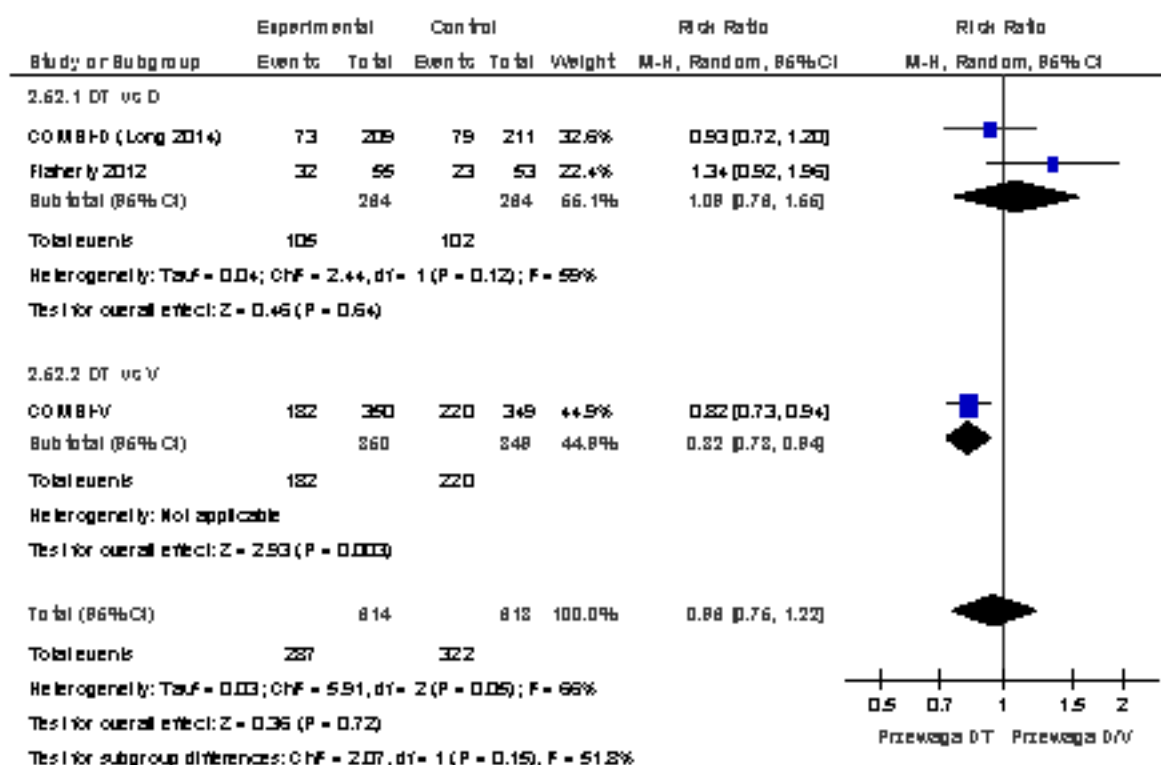 Experimental Control Risk Ratio Risk Ratio
Study or Subgroup Events Total Events Total Weight M-H, Random, 95% CI M-H, Random, 95% CI
2.62.1 DT vs D
COMBI-D (Long 2014) 73 209 79 211 32.6% 0.93 [0.72, 1.20]
Flaherty 2012 32 55 23 53 22.4% 1.34 [0.92, 1.96]
Subtotal (95% CI) 264 264 55.1% 1.09 [0.76, 1.55]
Total events 105 102
Heterogeneity: Tau² = 0.04; Chi² = 2.44, df = 1 (P = 0.12); I² = 59%
Test for overall effect: Z = 0.46 (P = 0.64)
2.62.2 DT vs V
COMBI-V 182 350 220 349 44.9% 0.82 [0.73, 0.94]
Subtotal (95% CI) 350 349 44.9% 0.82 [0.73, 0.94]
Total events 182 220
Heterogeneity: Not applicable
Test for overall effect: Z = 2.93 (P = 0.003)
Total (95% CI) 614 613 100.0% 0.96 [0.76, 1.22]
Total events 287 322
Heterogeneity: Tau² = 0.03; Chi² = 5.91, df = 2 (P = 0.05); I² = 66%
Test for overall effect: Z = 0.36 (P = 0.72)
Test for subgroup differences: Chi² = 2.07, df = 1 (P = 0.15), I² = 51.8%
0.5 0.7 1 1.5 2
Przewaga DT Przewaga D/V